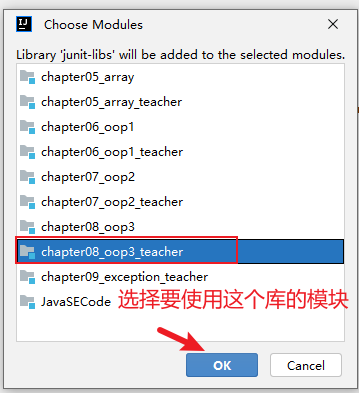 Choose Modules
Library 'junit-libs' will be added to the selected modules.
chapter05_array
chapter05_array_teacher
chapter06_oop1
chapter06_oop1_teacher
chapter07_oop2
chapter07_oop2_teacher
chapter08_oop3
chapter08_oop3_teacher
chapter09_exception_teacher
JavaSECode
选择要使用这个库的模块
OK
Cancel